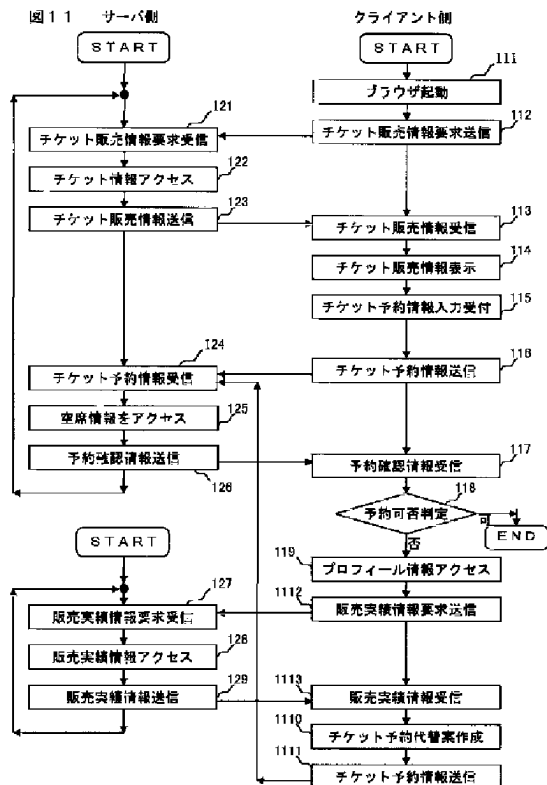 図11 サーバ側 クライアント側
START START
111
ブラウザ起動
121
112
チケット販売情報要求受信 チケット販売情報要求送信
122
チケット情報アクセス
123
チケット販売情報送信
113
チケット販売情報受信
114
チケット販売情報表示
115
チケット予約情報入力受付
124
116
チケット予約情報受信 チケット予約情報送信
125
空席情報をアクセス
117
予約確認情報送信 予約確認情報受信
126
118
予約可否判定 可
END
否
START
119
プロフィール情報アクセス
127
1112
販売実績情報要求受信 販売実績情報要求送信
128
販売実績情報アクセス
129
1113
販売実績情報送信 販売実績情報受信
1110
チケット予約代替案作成
1111
チケット予約情報送信